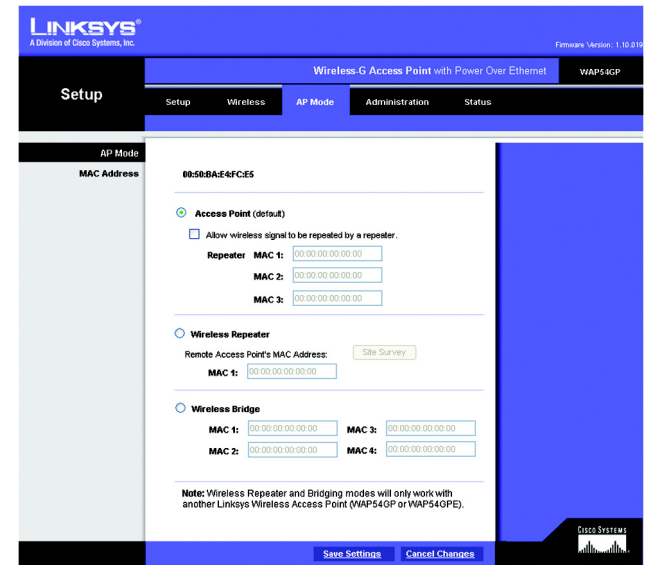 LINKSYS®
A Division of Cisco Systems, Inc.
Firmware Version: 1.10.019
Wireless-G Access Point with Power Over Ethernet WAP54GP
Setup
Setup Wireless AP Mode Administration Status
AP Mode
MAC Address 00:50:BA:E4:FC:E5
Access Point (default)
Allow wireless signal to be repeated by a repeater.
Repeater MAC 1: 00:00:00:00:00:00
MAC 2: 00:00:00:00:00:00
MAC 3: 00:00:00:00:00:00
Wireless Repeater
Remote Access Point's MAC Address: Site Survey
MAC 1: 00:00:00:00:00:00
Wireless Bridge
MAC 1: 00:00:00:00:00:00 MAC 3: 00:00:00:00:00:00
MAC 2: 00:00:00:00:00:00 MAC 4: 00:00:00:00:00:00
Note: Wireless Repeater and Bridging modes will only work with
another Linksys Wireless Access Point (WAP54GP or WAP54GPE).
CISCO SYSTEMS
Save Settings Cancel Changes